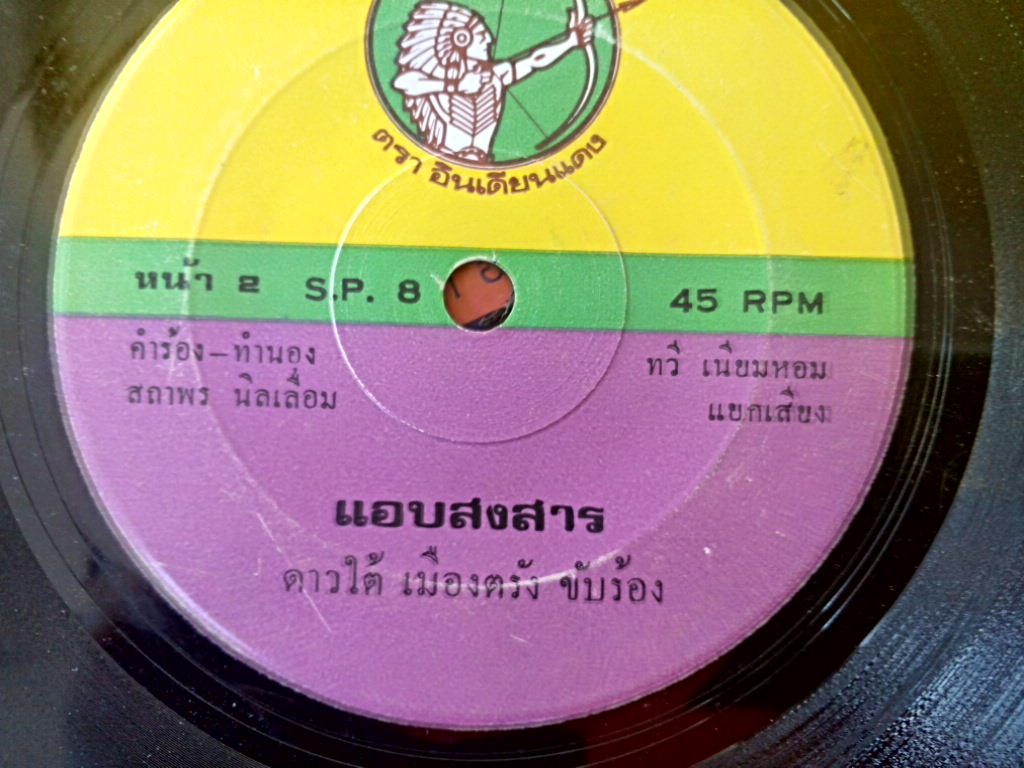 ตรา อินเดียนแดง
หน้า 2 S.P. 8 45 RPM
คำร้อง–ทำนอง
สถาพร นิลเลื่อม
ทวี เนียมหอม
แยกเสียง
แอบสงสาร
ดาวใต้ เมืองตรัง ขับร้อง